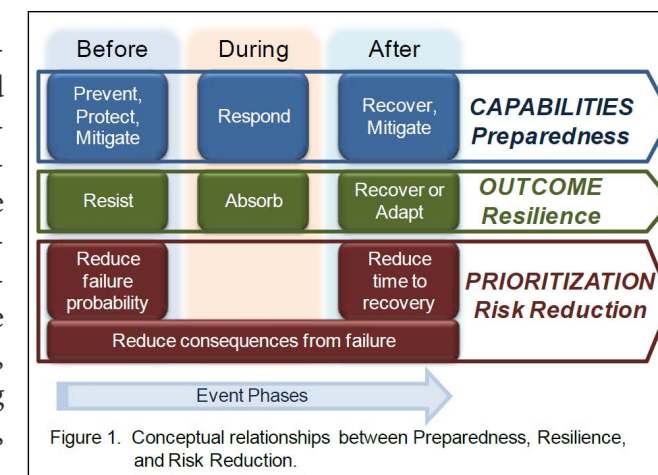 Before During After
Prevent,
Protect,
Mitigate
Respond
Recover,
Mitigate
CAPABILITIES
Preparedness
Resist
Absorb
Recover or
Adapt
OUTCOME
Resilience
Reduce
failure
probability
Reduce
time to
recovery
PRIORITIZATION
Risk Reduction
Reduce consequences from failure
Event Phases
Figure 1. Conceptual relationships between Preparedness, Resilience,
and Risk Reduction.